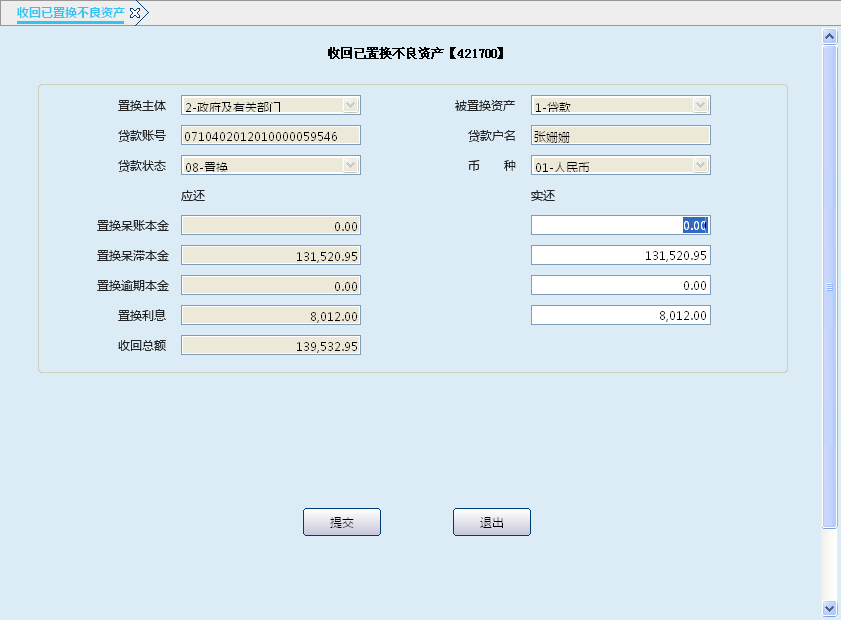 收回已置换不良资产
收回已置换不良资产【421700】
置换主体 2-政府及有关部门 被置换资产 1-贷款
贷款账号 0710402012010000059546 贷款户名 张姗姗
贷款状态 08-置换 币 种 01-人民币
应还 实还
置换呆账本金 0.00 0.00
置换呆滞本金 131,520.95 131,520.95
置换逾期本金 0.00 0.00
置换利息 8,012.00 8,012.00
收回总额 139,532.95
提交 退出